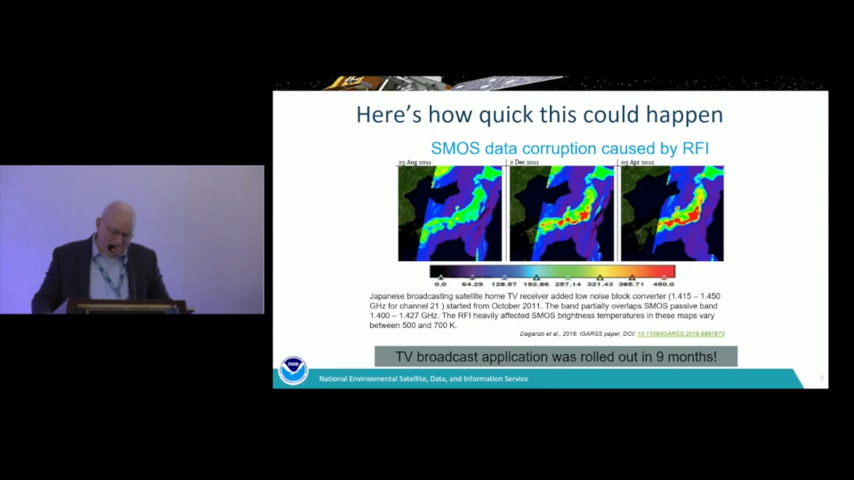 Here's how quick this could happen
SMOS data corruption caused by RFI
25 Aug 2011
2 Dec 2011
03 Apr 2012
0.0 64.29 128.57 192.86 257.14 321.43 385.71 450.0
Japanese broadcasting satellite home TV receiver added low noise block converter (1.415 – 1.450
GHz for channel 21 ) started from October 2011. The band partially overlaps SMOS passive band
1.400 – 1.427 GHz. The RFI heavily affected SMOS brightness temperatures in these maps vary
between 500 and 700 K.
Daganzo et al., 2019: IGARSS paper, DOI: 10.1109/IGARSS.2019.8897873
TV broadcast application was rolled out in 9 months!
National Environmental Satellite, Data, and Information Service